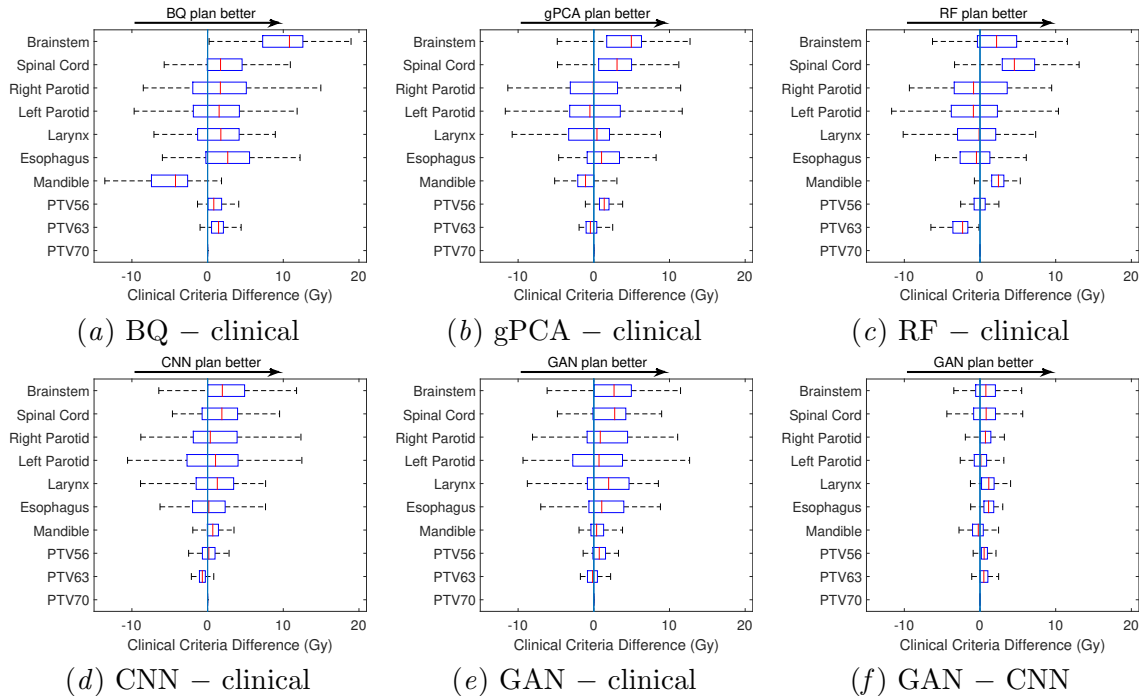 BQ plan better
Brainstem
Spinal Cord
Right Parotid
Left Parotid
Larynx
Esophagus
Mandible
PTV56
PTV63
PTV70
-10 0 10 20
Clinical Criteria Difference (Gy)
(a) BQ – clinical
gPCA plan better
Brainstem
Spinal Cord
Right Parotid
Left Parotid
Larynx
Esophagus
Mandible
PTV56
PTV63
PTV70
-10 0 10 20
Clinical Criteria Difference (Gy)
(b) gPCA – clinical
RF plan better
Brainstem
Spinal Cord
Right Parotid
Left Parotid
Larynx
Esophagus
Mandible
PTV56
PTV63
PTV70
-10 0 10 20
Clinical Criteria Difference (Gy)
(c) RF – clinical
CNN plan better
Brainstem
Spinal Cord
Right Parotid
Left Parotid
Larynx
Esophagus
Mandible
PTV56
PTV63
PTV70
-10 0 10 20
Clinical Criteria Difference (Gy)
(d) CNN – clinical
GAN plan better
Brainstem
Spinal Cord
Right Parotid
Left Parotid
Larynx
Esophagus
Mandible
PTV56
PTV63
PTV70
-10 0 10 20
Clinical Criteria Difference (Gy)
(e) GAN – clinical
GAN plan better
Brainstem
Spinal Cord
Right Parotid
Left Parotid
Larynx
Esophagus
Mandible
PTV56
PTV63
PTV70
-10 0 10 20
Clinical Criteria Difference (Gy)
(f) GAN – CNN